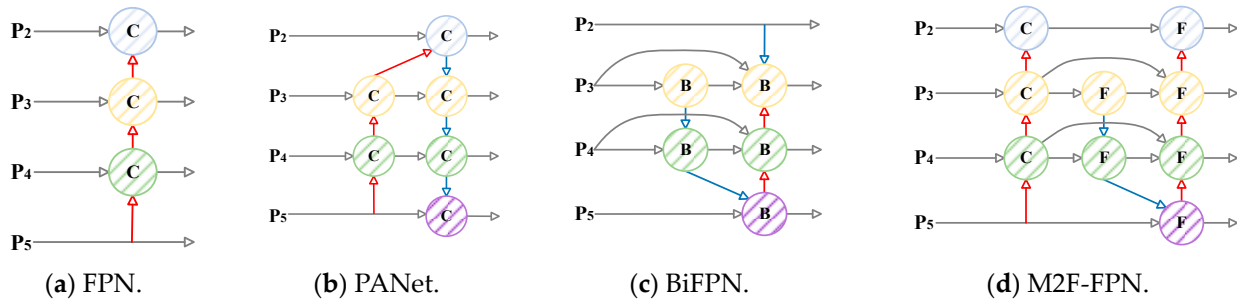 P2 C
P3 C
P4 C
P5
(a) FPN.
P2 C
P3 C C
P4 C C
P5 C
(b) PANet.
P2
P3 B B
P4 B B
P5 B
(c) BiFPN.
P2 C F
P3 C F F
P4 C F F
P5 F
(d) M2F-FPN.